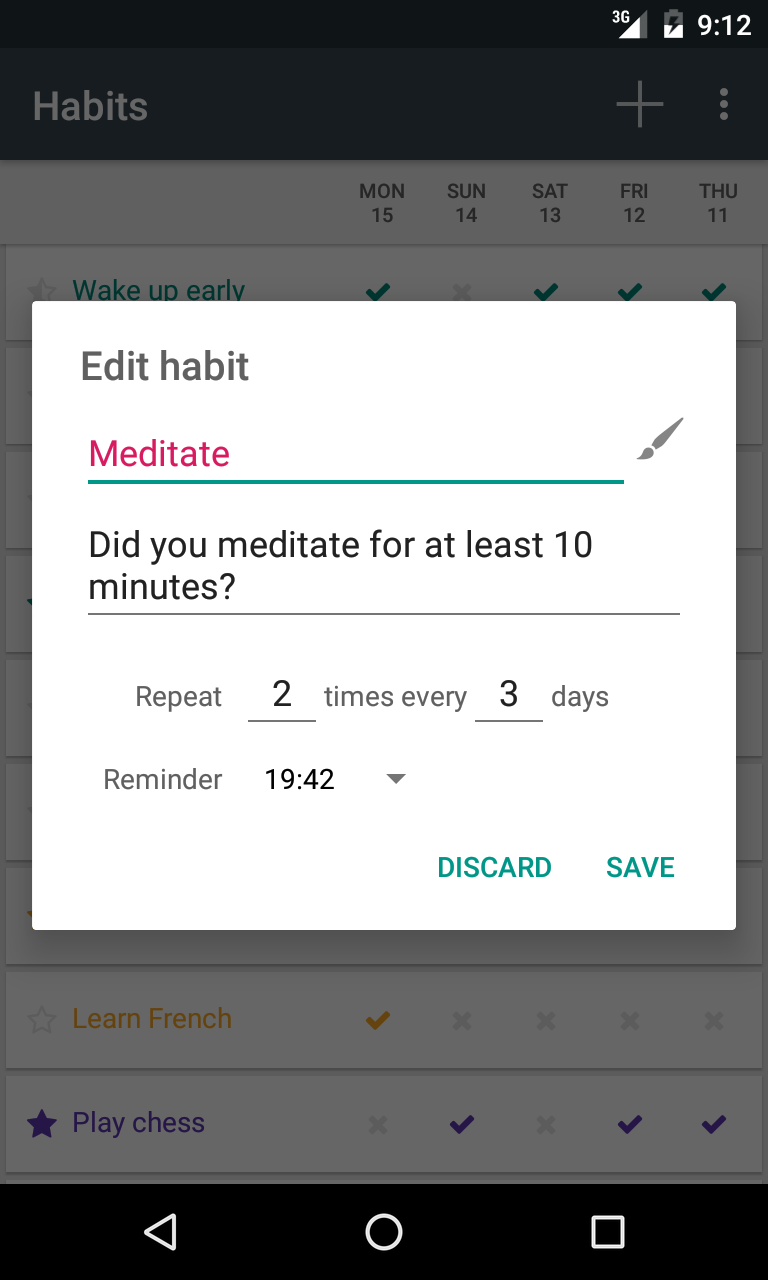 3G 9:12
Habits
MON SUN SAT FRI THU
15 14 13 12 11
Wake up early
Edit habit
Meditate
Did you meditate for at least 10
minutes?
Repeat 2 times every 3 days
Reminder 19:42
DISCARD SAVE
Learn French
Play chess